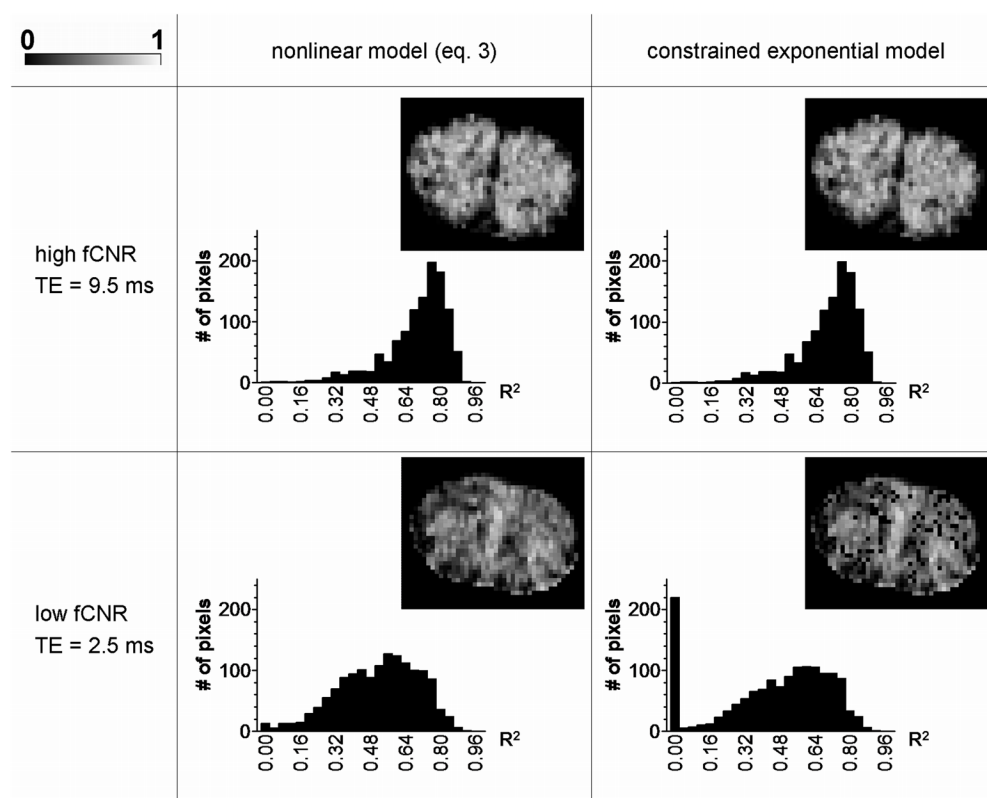 0 1
nonlinear model (eq. 3)
constrained exponential model
high fCNR
TE = 9.5 ms
# of pixels
200
100
0
0.00 0.16 0.32 0.48 0.64 0.80 0.96
R²
# of pixels
200
100
0
0.00 0.16 0.32 0.48 0.64 0.80 0.96
R²
low fCNR
TE = 2.5 ms
# of pixels
200
100
0
0.00 0.16 0.32 0.48 0.64 0.80 0.96
R²
# of pixels
200
100
0
0.00 0.16 0.32 0.48 0.64 0.80 0.96
R²